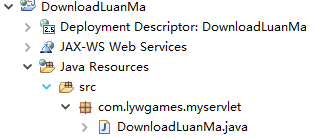 DownloadLuanMa
Deployment Descriptor: DownloadLuanMa
JAX-WS Web Services
Java Resources
src
com.lywgames.myservlet
DownloadLuanMa.java